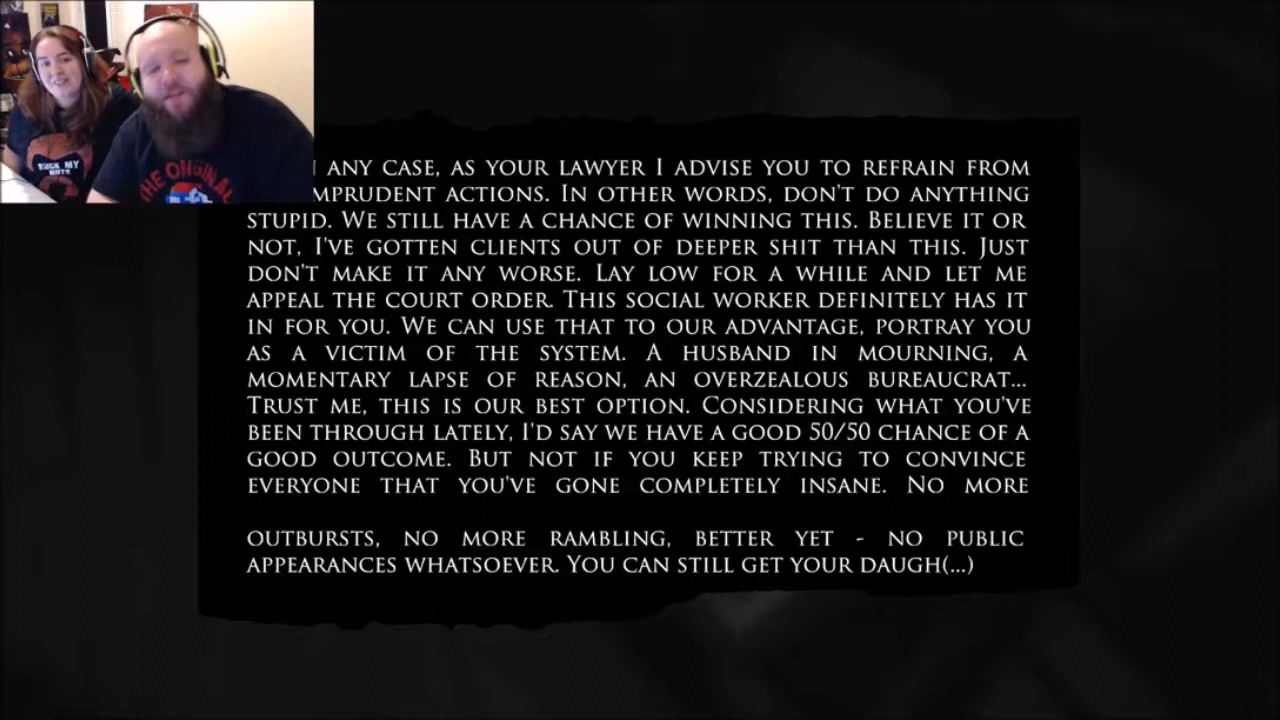 THE ORIGINAL
ANY CASE, AS YOUR LAWYER I ADVISE YOU TO REFRAIN FROM
MPRUDENT ACTIONS. IN OTHER WORDS, DON'T DO ANYTHING
STUPID. WE STILL HAVE A CHANCE OF WINNING THIS. BELIEVE IT OR
NOT, I'VE GOTTEN CLIENTS OUT OF DEEPER SHIT THAN THIS. JUST
DON'T MAKE IT ANY WORSE. LAY LOW FOR A WHILE AND LET ME
APPEAL THE COURT ORDER. THIS SOCIAL WORKER DEFINITELY HAS IT
IN FOR YOU. WE CAN USE THAT TO OUR ADVANTAGE, PORTRAY YOU
AS A VICTIM OF THE SYSTEM. A HUSBAND IN MOURNING, A
MOMENTARY LAPSE OF REASON, AN OVERZEALOUS BUREAUCRAT...
TRUST ME, THIS IS OUR BEST OPTION. CONSIDERING WHAT YOU'VE
BEEN THROUGH LATELY, I'D SAY WE HAVE A GOOD 50/50 CHANCE OF A
GOOD OUTCOME. BUT NOT IF YOU KEEP TRYING TO CONVINCE
EVERYONE THAT YOU'VE GONE COMPLETELY INSANE. NO MORE
OUTBURSTS, NO MORE RAMBLING, BETTER YET - NO PUBLIC
APPEARANCES WHATSOEVER. YOU CAN STILL GET YOUR DAUGH(...)